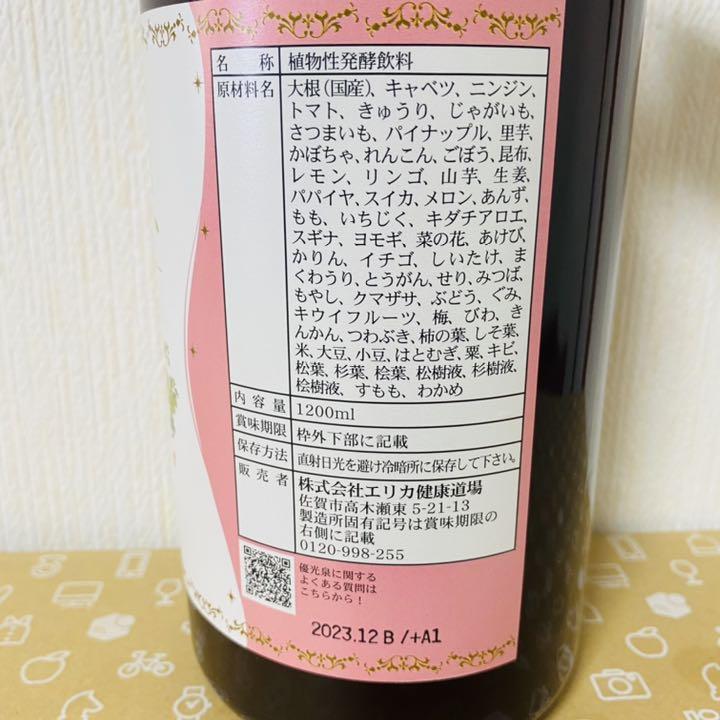 名称 植物性発酵飲料
原材料名 大根(国産)、キャベツ、ニンジン、
トマト、きゅうり、じゃがいも、
さつまいも、パイナップル、里芋、
かぼちゃ、れんこん、ごぼう、昆布、
レモン、リンゴ、山芋、生姜、
パパイヤ、スイカ、メロン、あんず、
もも、いちじく、キダチアロエ、
スギナ、ヨモギ、菜の花、あけび、
かりん、イチゴ、しいたけ、ま
くわうり、とうがん、せり、みつば、
もやし、クマザサ、ぶどう、ぐみ、
キウイフルーツ、梅、びわ、き
んかん、つわぶき、柿の葉、しそ葉、
米、大豆、小豆、はとむぎ、粟、キビ、
松葉、杉葉、桧葉、松樹液、杉樹液、
桧樹液、すもも、わかめ
内容量 1200ml
賞味期限 枠外下部に記載
保存方法 直射日光を避け冷暗所に保存して下さい。
販売者 株式会社エリカ健康道場
佐賀市高木瀬東 5-21-13
製造所固有記号は賞味期限の
右側に記載
0120-998-255
優光泉に関する
よくある質問は
こちらから!
2023.12 B /+A1